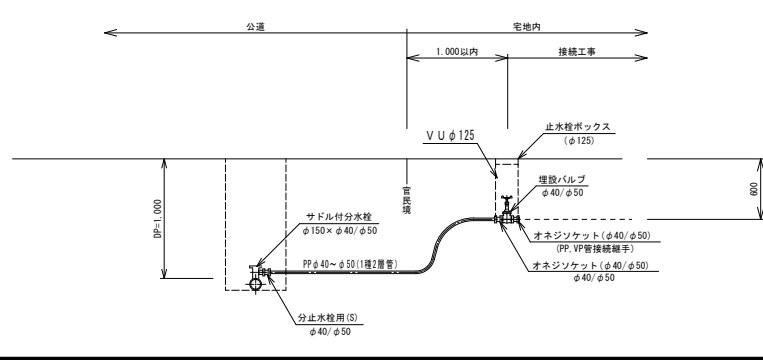 公道
宅地内
1.000以内
接続工事
ＶＵφ125
止水栓ボックス
(φ125)
埋設バルブ
φ40/φ50
600
官民境
サドル付分水栓
φ150×φ40/φ50
DP=1,000
PPφ40～φ50(1種2層管)
オネジソケット(φ40/φ50)
(PP.VP管接続継手)
オネジソケット(φ40/φ50)
φ40/φ50
分止水栓用(S)
φ40/φ50